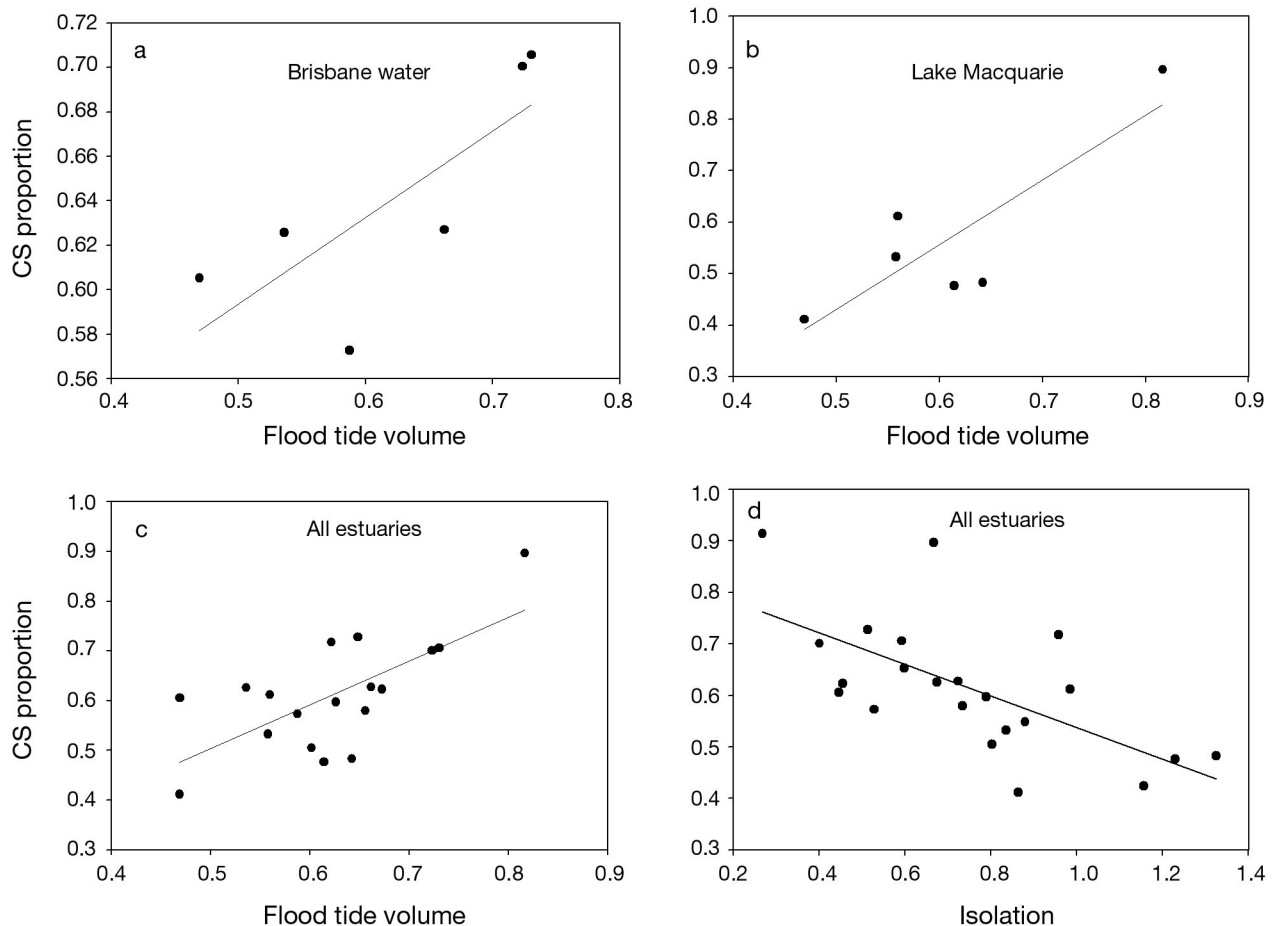 a
Brisbane water
CS proportion
0.72
0.70
0.68
0.66
0.64
0.62
0.60
0.58
0.56
0.4 0.5 0.6 0.7 0.8
Flood tide volume
b
Lake Macquarie
1.0
0.9
0.8
0.7
0.6
0.5
0.4
0.3
0.4 0.5 0.6 0.7 0.8 0.9
Flood tide volume
c
All estuaries
CS proportion
1.0
0.9
0.8
0.7
0.6
0.5
0.4
0.3
0.4 0.5 0.6 0.7 0.8 0.9
Flood tide volume
d
All estuaries
1.0
0.9
0.8
0.7
0.6
0.5
0.4
0.3
0.2 0.4 0.6 0.8 1.0 1.2 1.4
Isolation